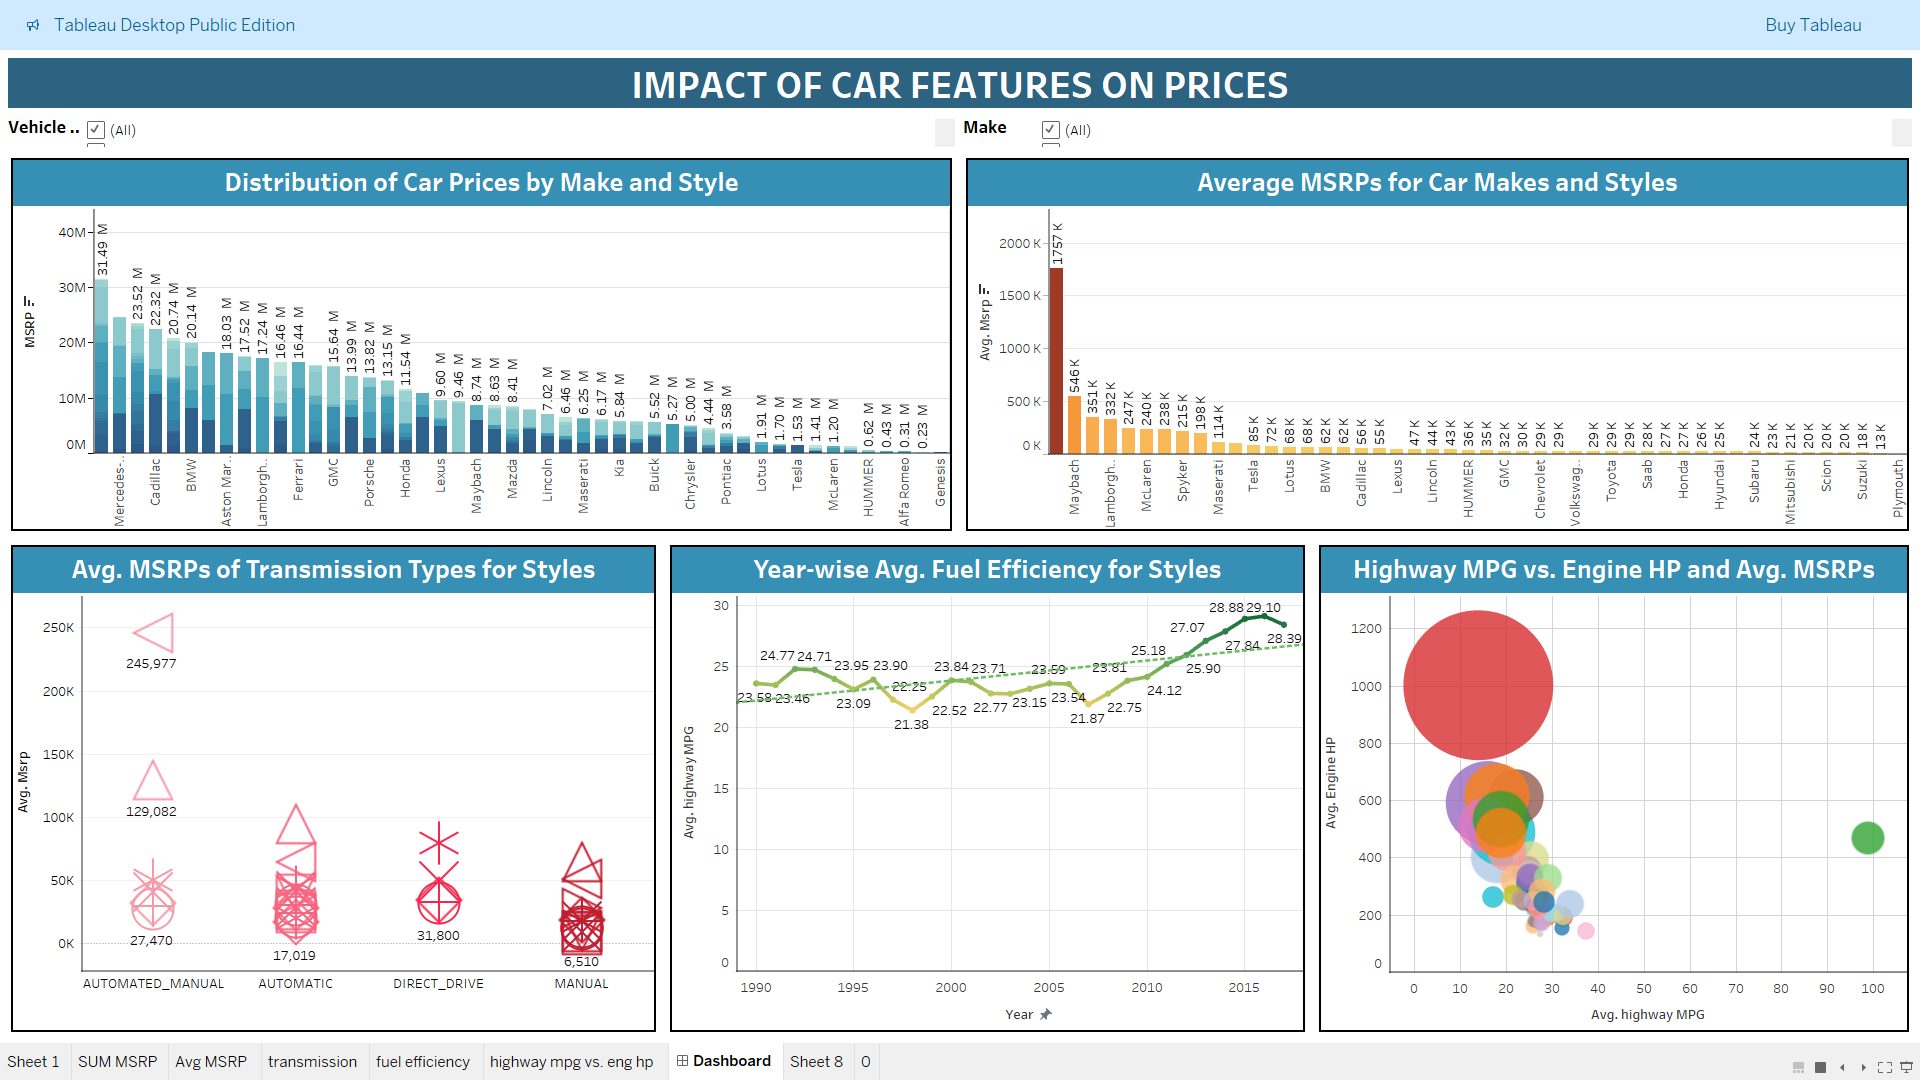 Tableau Desktop Public Edition
Buy Tableau
IMPACT OF CAR FEATURES ON PRICES
Vehicle ..
(All)
Make
(All)
Distribution of Car Prices by Make and Style
MSRP
40M
30M
20M
10M
0M
31.49 M
23.52 M
22.32 M
20.74 M
20.14 M
18.03 M
17.52 M
17.24 M
16.46 M
16.44 M
15.64 M
13.99 M
13.82 M
13.15 M
11.54 M
9.60 M
9.46 M
8.74 M
8.63 M
8.41 M
7.02 M
6.46 M
6.25 M
6.17 M
5.84 M
5.52 M
5.27 M
5.00 M
4.44 M
3.58 M
1.91 M
1.70 M
1.53 M
1.41 M
1.20 M
0.62 M
0.43 M
0.31 M
0.23 M
Mercedes-..
Cadillac
BMW
Aston Mar..
Lamborgh..
Ferrari
GMC
Porsche
Honda
Lexus
Maybach
Mazda
Lincoln
Maserati
Kia
Buick
Chrysler
Pontiac
Lotus
Tesla
McLaren
HUMMER
Alfa Romeo
Genesis
Average MSRPs for Car Makes and Styles
Avg. Msrp
2000 K
1500 K
1000 K
500 K
0 K
1757 K
546 K
351 K
332 K
247 K
240 K
238 K
215 K
198 K
114 K
85 K
72 K
68 K
68 K
62 K
62 K
56 K
55 K
47 K
44 K
43 K
36 K
35 K
32 K
30 K
29 K
29 K
29 K
29 K
29 K
28 K
27 K
27 K
26 K
25 K
24 K
23 K
21 K
20 K
20 K
18 K
13 K
Maybach
Lamborgh..
McLaren
Spyker
Maserati
Tesla
Lotus
BMW
Cadillac
Lexus
Lincoln
HUMMER
GMC
Chevrolet
Volkswag..
Toyota
Saab
Honda
Hyundai
Subaru
Mitsubishi
Scion
Suzuki
Plymouth
Avg. MSRPs of Transmission Types for Styles
Avg. Msrp
250K
200K
150K
100K
50K
0K
245,977
129,082
27,470
17,019
31,800
6,510
AUTOMATED_MANUAL
AUTOMATIC
DIRECT_DRIVE
MANUAL
Year-wise Avg. Fuel Efficiency for Styles
Avg. highway MPG
30
25
20
15
10
5
0
23.58
23.46
24.77
24.71
23.95
23.09
23.90
22.25
21.38
22.52
23.84
23.71
22.77
23.15
23.59
23.54
21.87
22.75
23.81
24.12
25.18
25.90
27.07
27.84
28.88
29.10
28.39
1990
1995
2000
2005
2010
2015
Year
Highway MPG vs. Engine HP and Avg. MSRPs
Avg. Engine HP
1200
1000
800
600
400
200
0
0
10
20
30
40
50
60
70
80
90
100
Avg. highway MPG
Sheet 1
SUM MSRP
Avg MSRP
transmission
fuel efficiency
highway mpg vs. eng hp
Dashboard
Sheet 8
0